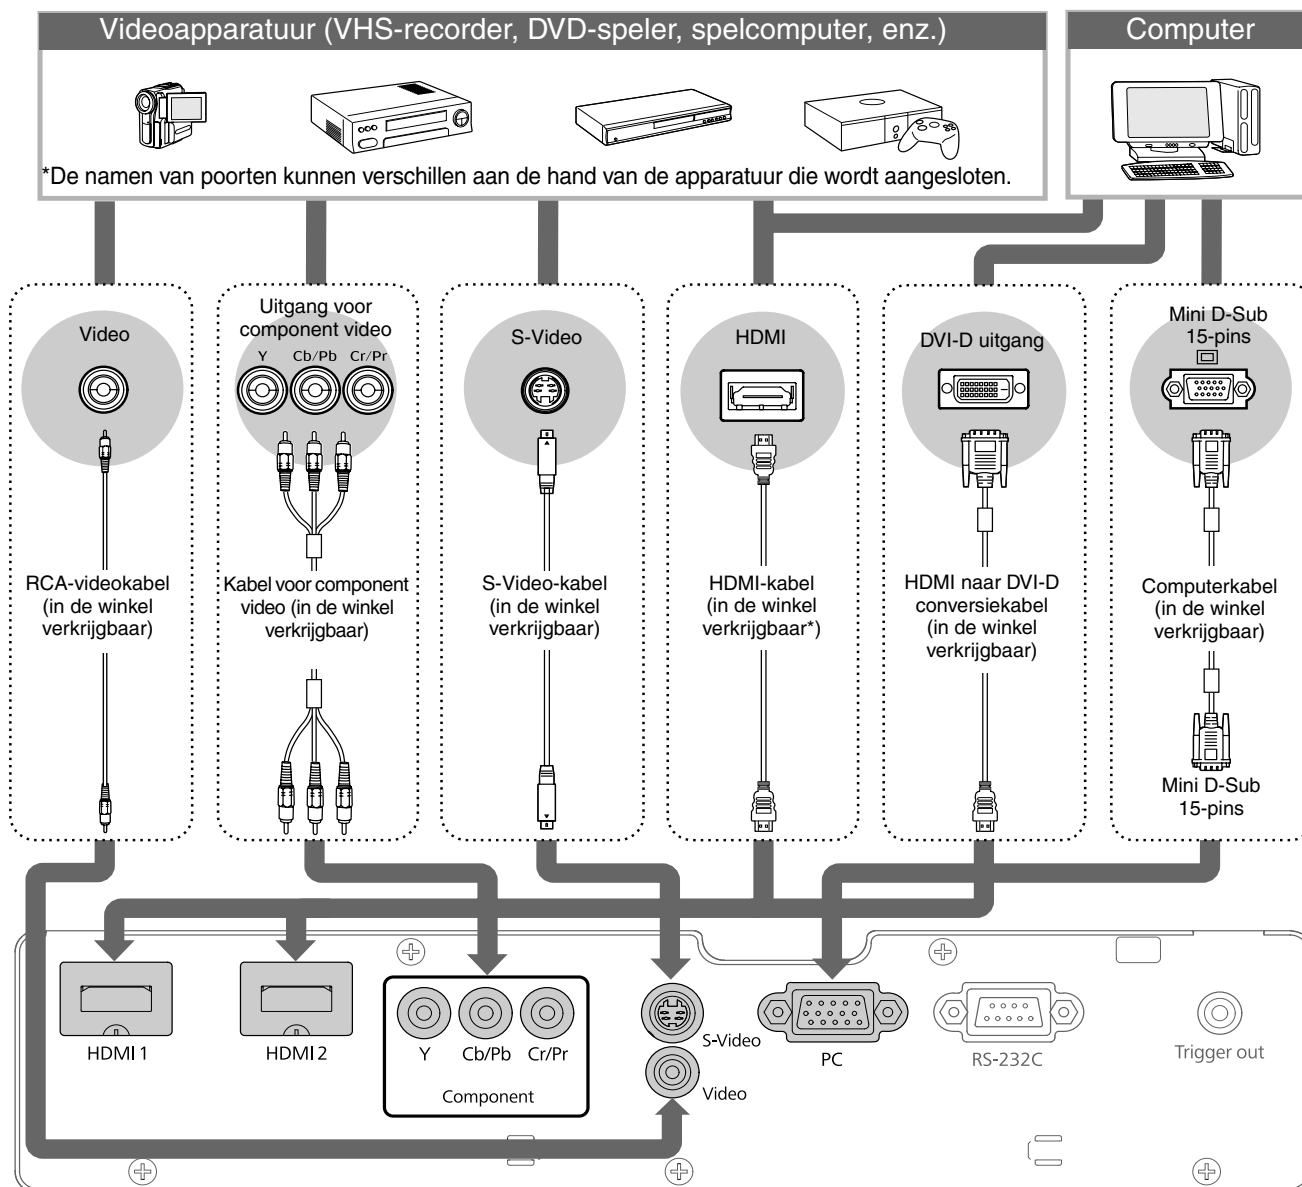 Videoapparatuur (VHS-recorder, DVD-speler, spelcomputer, enz.)
Computer
*De namen van poorten kunnen verschillen aan de hand van de apparatuur die wordt aangesloten.
Video
Uitgang voor
component video
Y Cb/Pb Cr/Pr
S-Video
HDMI
DVI-D uitgang
Mini D-Sub
15-pins
RCA-videokabel
(in de winkel
verkrijgbaar)
Kabel voor component
video (in de winkel
verkrijgbaar)
S-Video-kabel
(in de winkel
verkrijgbaar)
HDMI-kabel
(in de winkel
verkrijgbaar*)
HDMI naar DVI-D
conversiekabel
(in de winkel
verkrijgbaar)
Computerkabel
(in de winkel
verkrijgbaar)
Mini D-Sub
15-pins
HDMI 1
HDMI 2
Y Cb/Pb Cr/Pr
Component
S-Video
Video
PC
RS-232C
Trigger out